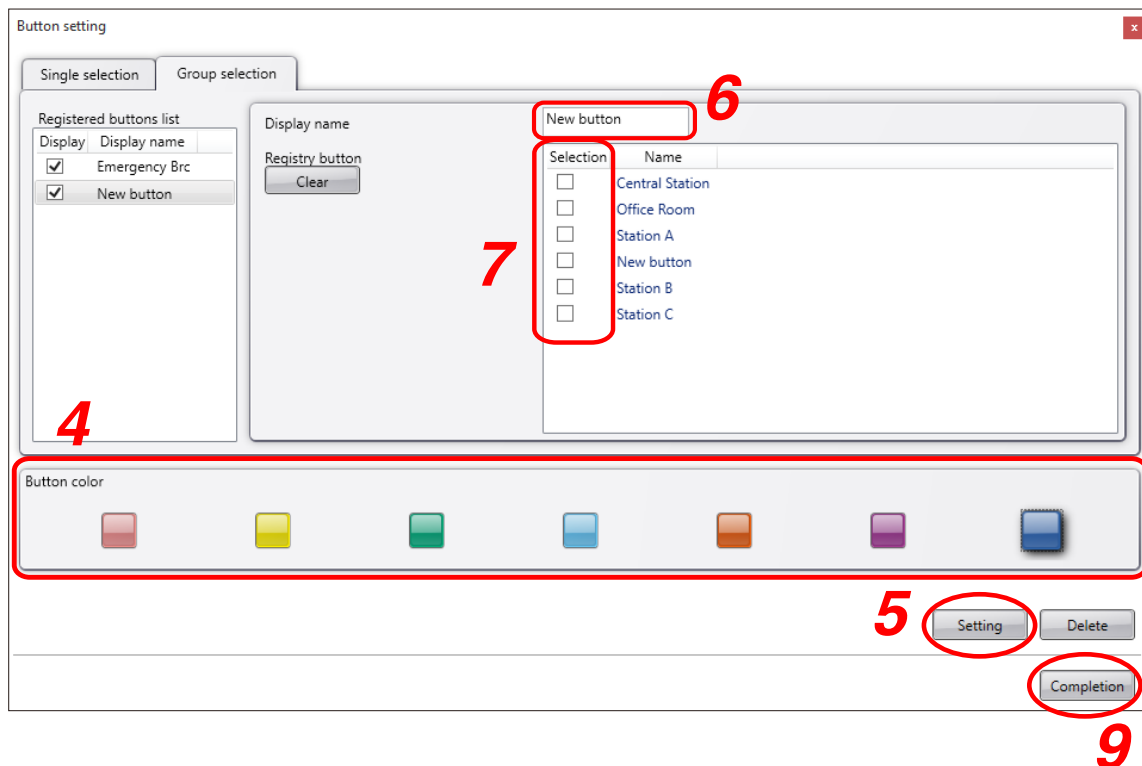 Button setting
x
Single selection
Group selection
Registered buttons list
Display Display name
Emergency Brc
New button
Display name
New button
6
Registry button
Clear
Selection Name
Central Station
Office Room
Station A
New button
Station B
Station C
7
4
Button color
5
Setting
Delete
Completion
9